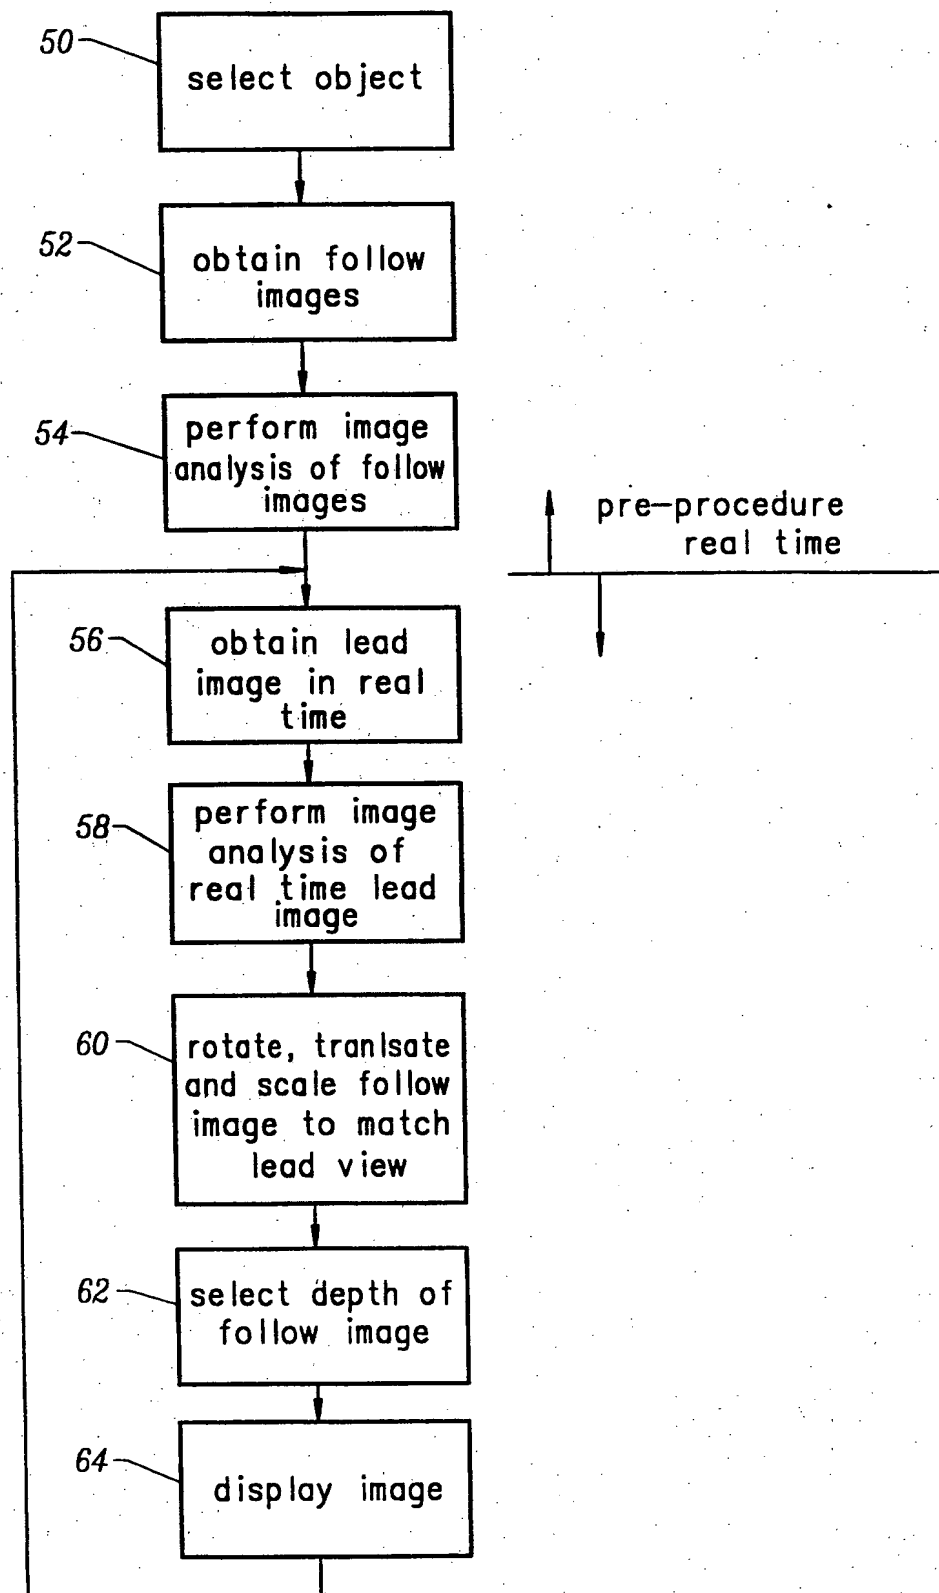 50
select object
52
obtain follow
images
54
perform image
analysis of follow
images
pre-procedure
real time
56
obtain lead
image in real
time
58
perform image
analysis of
real time lead
image
60
rotate, tranlsate
and scale follow
image to match
lead view
62
select depth of
follow image
64
display image